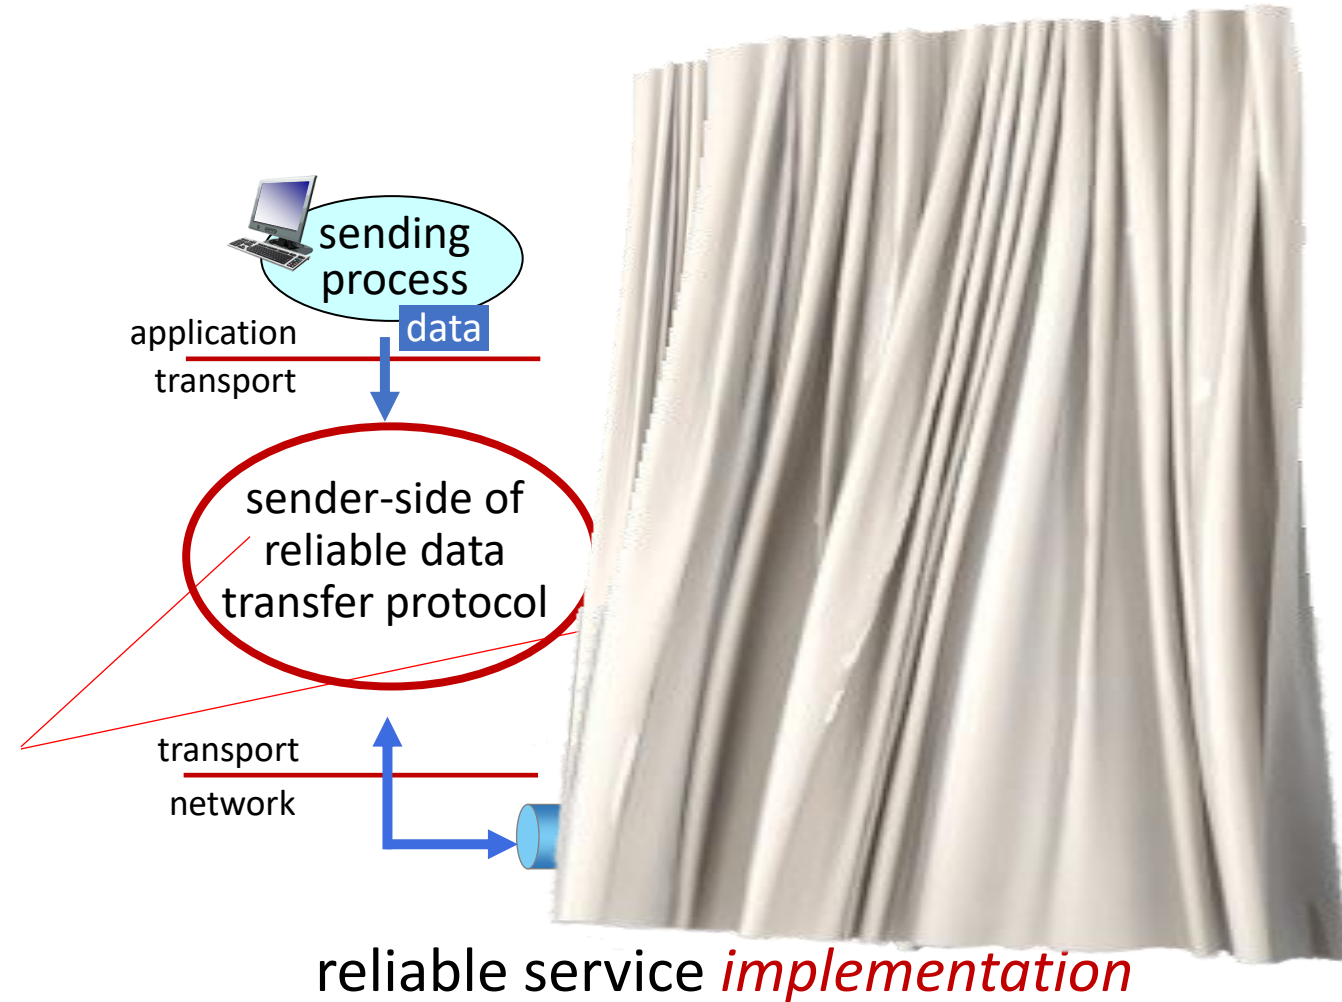 sending
process
data
application
transport
sender-side of
reliable data
transfer protocol
transport
network
reliable service implementation